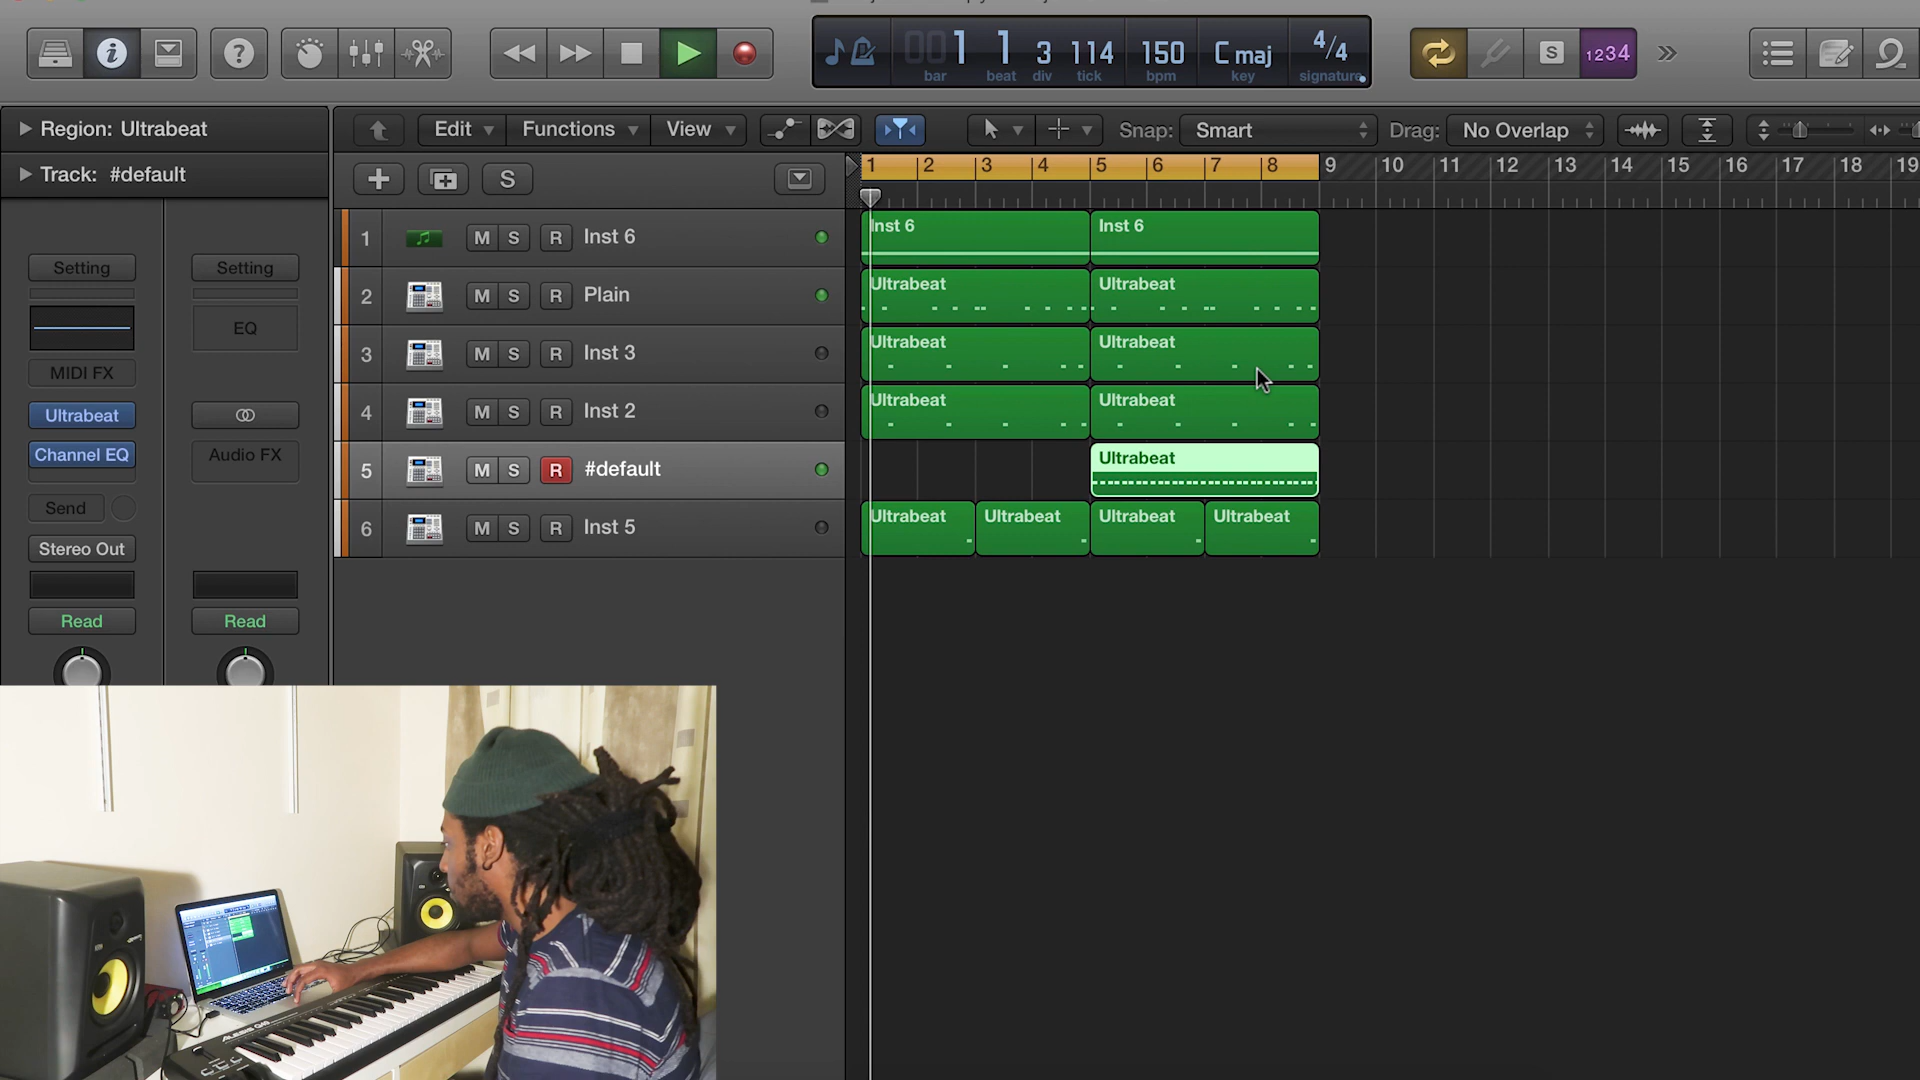 001 1 3 114 150 C maj 4/4
bar beat div tick bpm key signature
S 1234
Region: Ultrabeat
Track: #default
Edit Functions View Snap: Smart Drag: No Overlap
S
1 2 3 4 5 6 7 8 9 10 11 12 13 14 15 16 17 18 19
1 M S R Inst 6 Inst 6 Inst 6
2 M S R Plain Ultrabeat Ultrabeat
3 M S R Inst 3 Ultrabeat Ultrabeat
4 M S R Inst 2 Ultrabeat Ultrabeat
5 M S R #default Ultrabeat
6 M S R Inst 5 Ultrabeat Ultrabeat Ultrabeat Ultrabeat
Setting Setting
EQ
MIDI FX
Ultrabeat
Channel EQ Audio FX
Send
Stereo Out
Read Read
ALESIS Q49